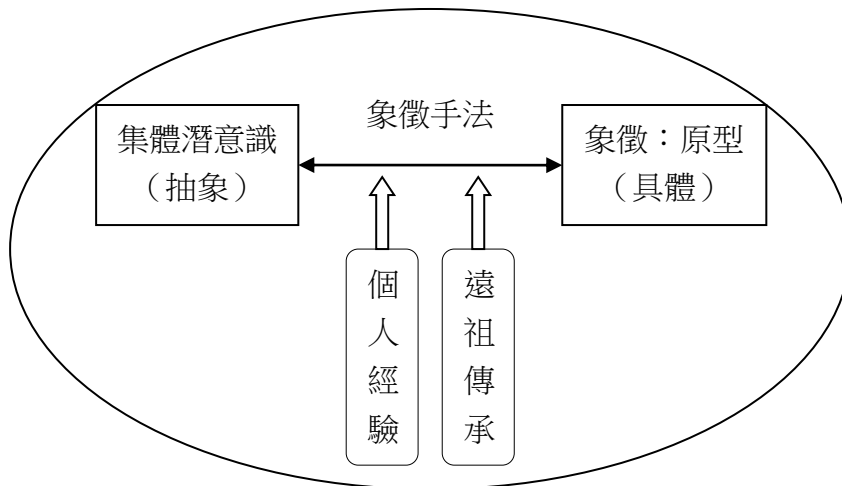 象徵手法
集體潛意識
（抽象）
象徵：原型
（具體）
個人經驗
遠祖傳承